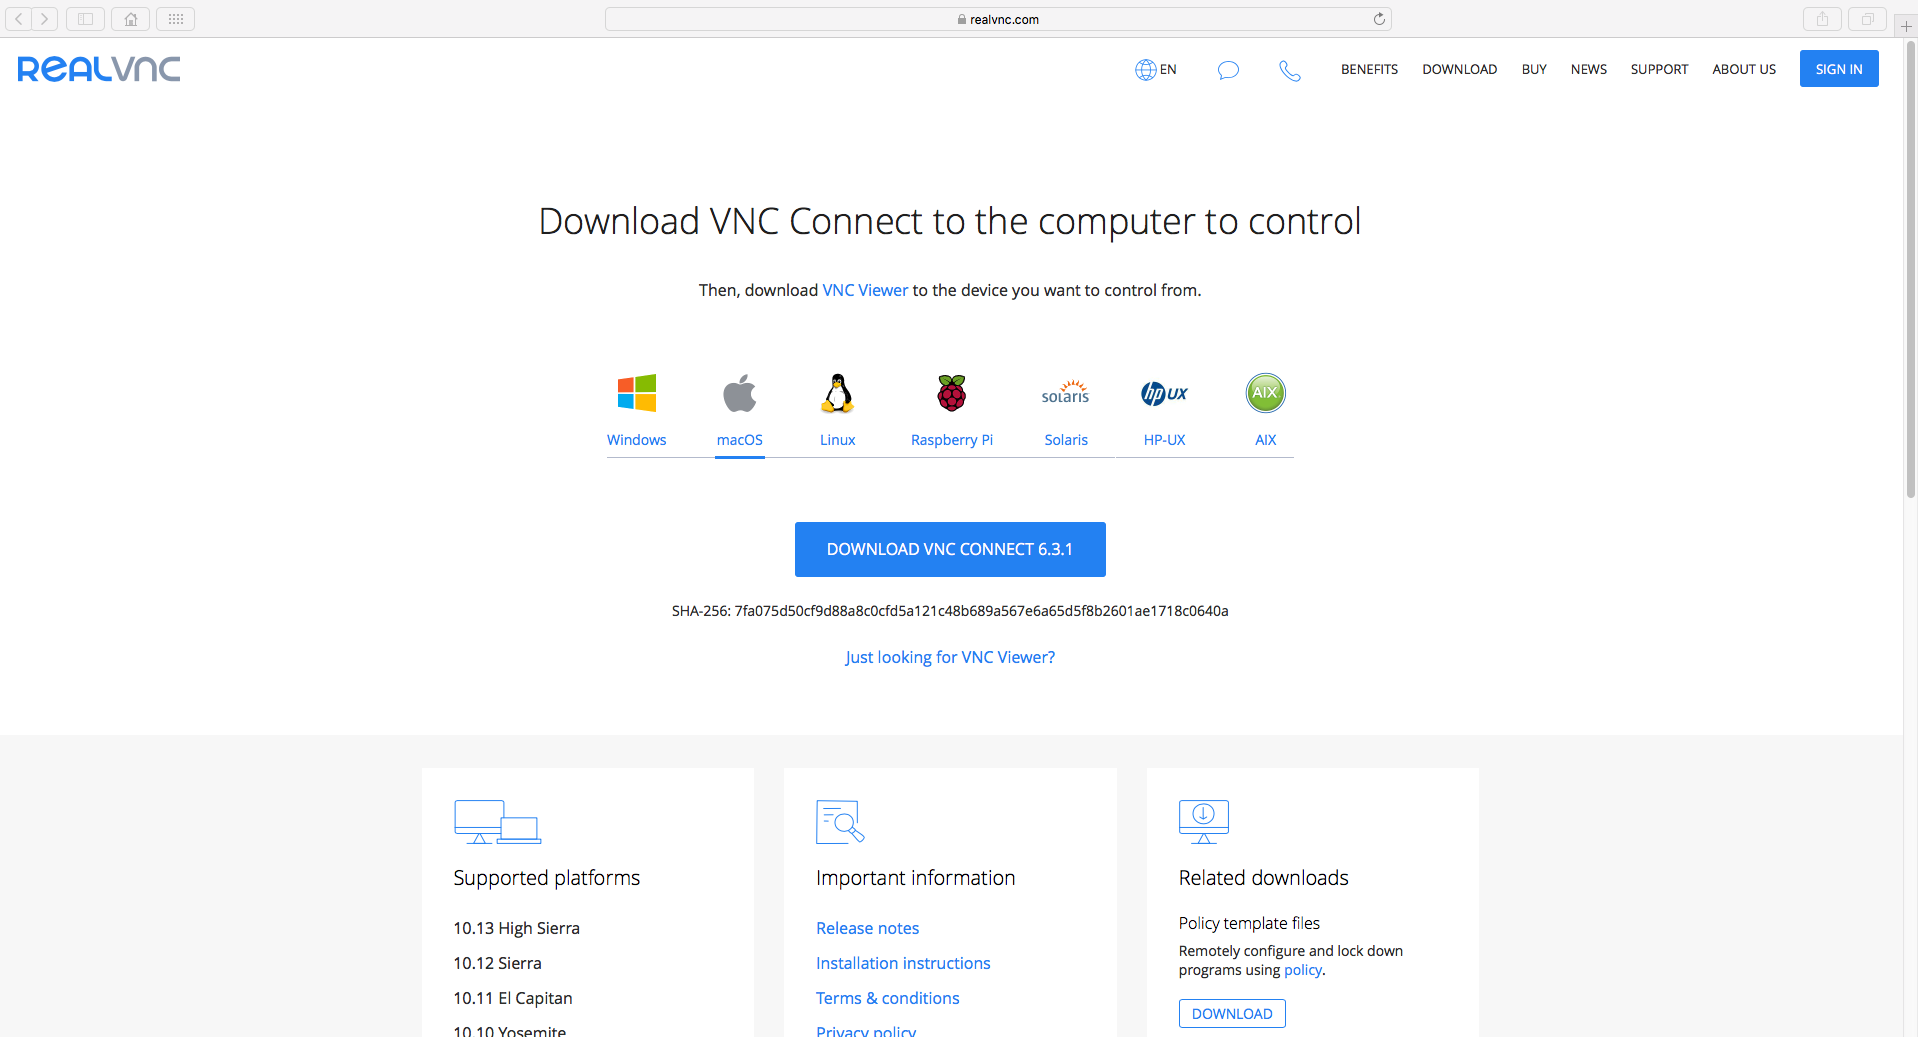 realvnc.com
REALVNC
EN
BENEFITS
DOWNLOAD
BUY
NEWS
SUPPORT
ABOUT US
SIGN IN
Download VNC Connect to the computer to control
Then, download VNC Viewer to the device you want to control from.
solaris
hp UX
AIX
Windows
macOS
Linux
Raspberry Pi
Solaris
HP-UX
AIX
DOWNLOAD VNC CONNECT 6.3.1
SHA-256: 7fa075d50cf9d88a8c0cfd5a121c48b689a567e6a65d5f8b2601ae1718c0640a
Just looking for VNC Viewer?
Supported platforms
10.13 High Sierra
10.12 Sierra
10.11 El Capitan
10.10 Yosemite
Important information
Release notes
Installation instructions
Terms & conditions
Privacy policy
Related downloads
Policy template files
Remotely configure and lock down
programs using policy.
DOWNLOAD